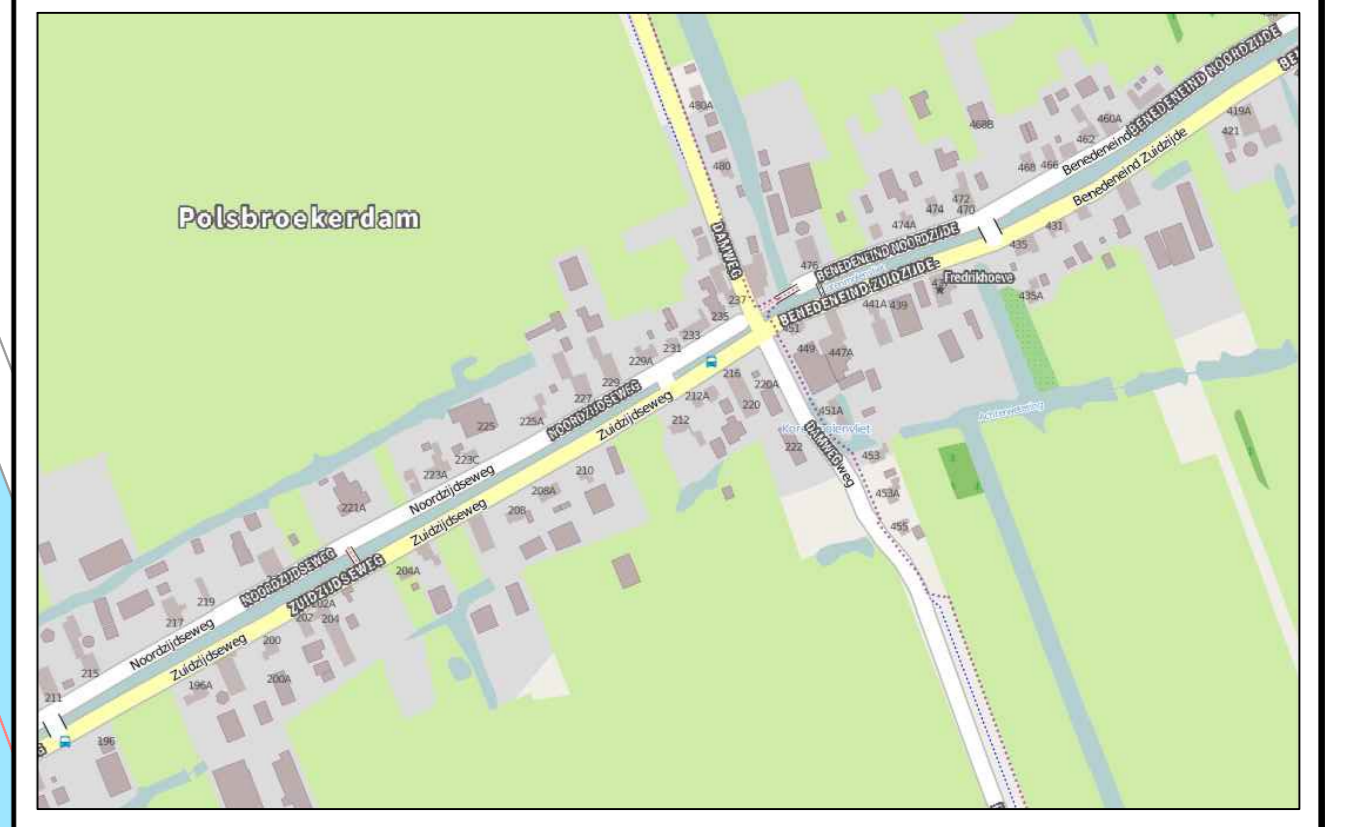 480A
468B
460A
BENEDENEIND NOORDZIJDE
419A
421
462
Benedeneind
480
468
466
Benedeneind Zuidzijde
Polsbroekerdam
472
474
470
474A
431
DAMWEG
BENEDENEIND NOORDZIJDE
435
476
BENEDENEIND ZUIDZIJDE
Fredrikhoeve
435A
237
441A
439
235
451
233
231
449
447A
229A
216
229
220A
227
212A
220
NOORDZIJDSEWEG
Zuidzijdseweg
451A
Achterwetering
225
225A
212
DAMWEG
weg
222
453
223C
223A
Noordzijdseweg
210
208A
453A
221A
208
Zuidzijdseweg
455
NOORDZIJDSEWEG
ZUIDZIJDSEWEG
204A
219
202A
217
202
204
Noordzijdseweg
200
Zuidzijdseweg
215
200A
196A
211
196